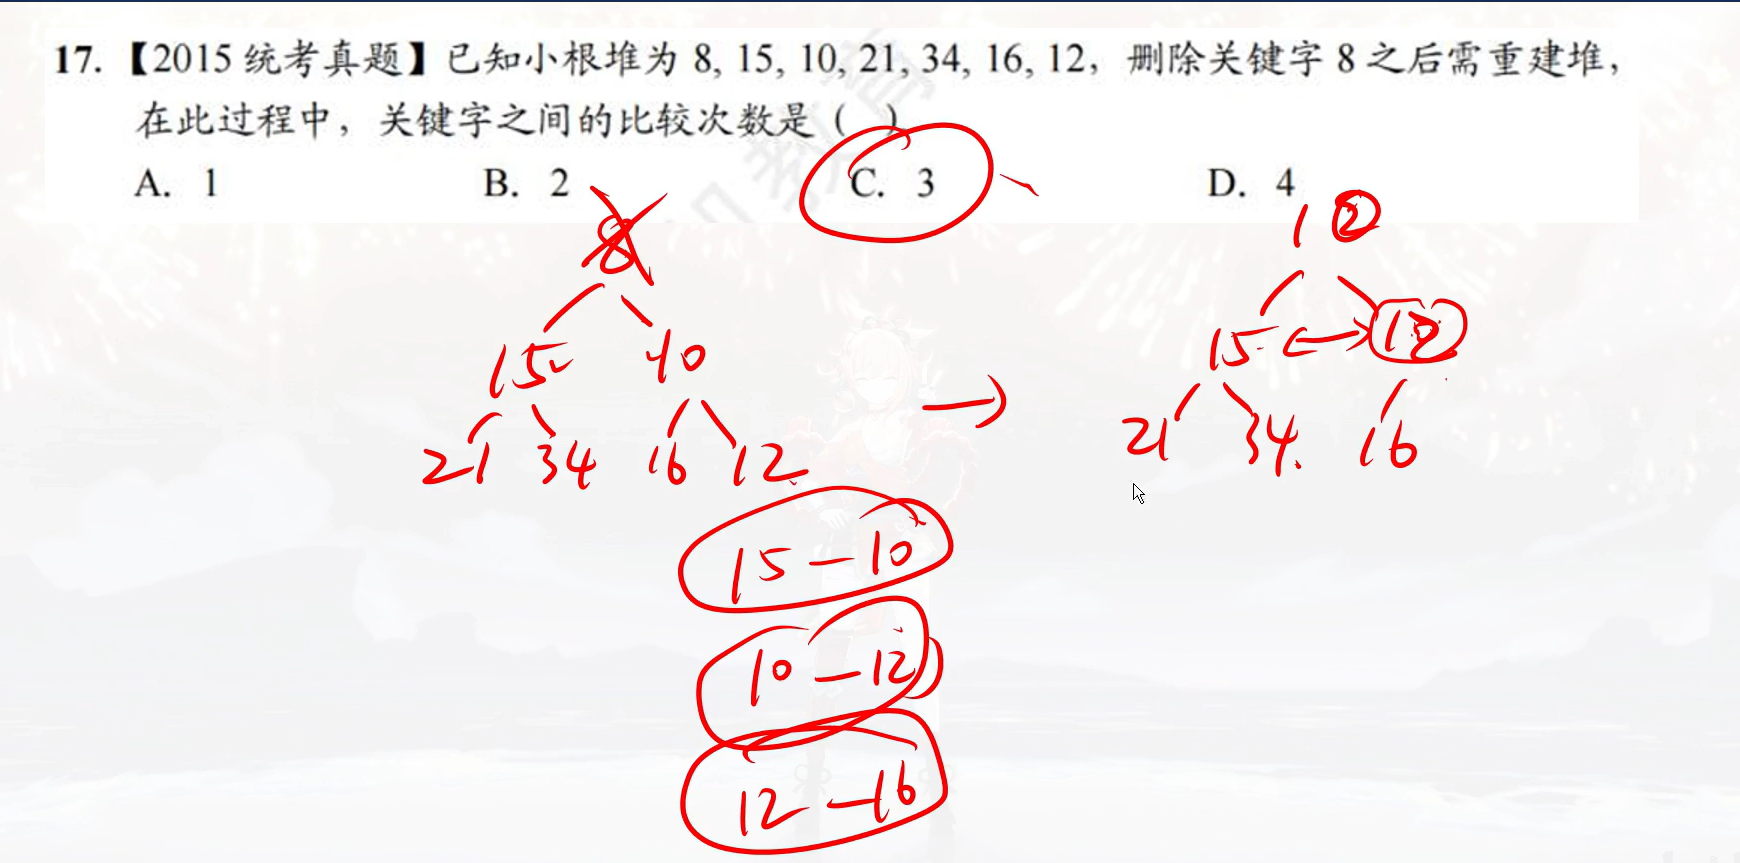 17. 【2015 统考真题】已知小根堆为 8, 15, 10, 21, 34, 16, 12，删除关键字 8 之后需重建堆，
在此过程中，关键字之间的比较次数是（ ）
A. 1 B. 2 C. 3 D. 4
8
15 10
21 34 16 12
12
15
21 34 16
15 — 10
10 — 12
12 — 16